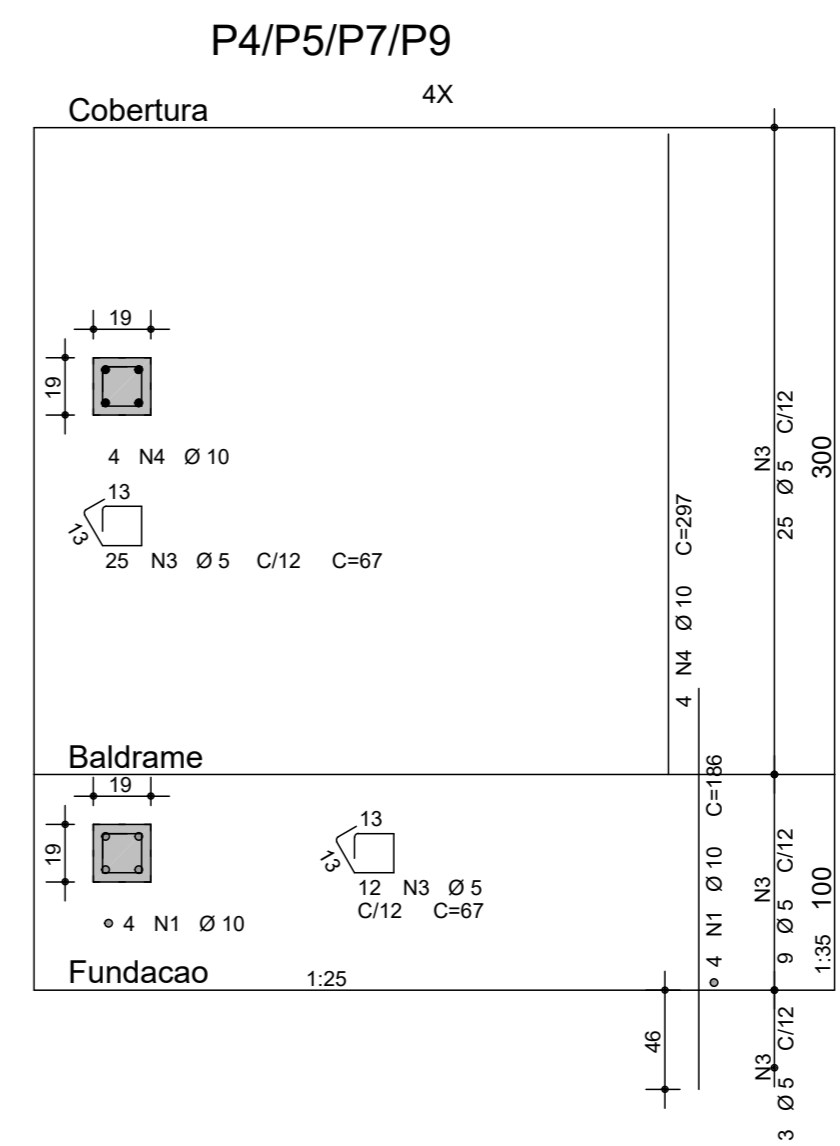 P4/P5/P7/P9
4X
Cobertura
19
19
4 N4 Ø 10
13
13
25 N3 Ø 5 C/12 C=67
4 N4 Ø 10 C=297
N3
25 Ø 5 C/12
300
Baldrame
19
19
4 N1 Ø 10
13
13
12 N3 Ø 5
C/12 C=67
4 N1 Ø 10 C=186
N3
9 Ø 5 C/12
100
1:35
Fundacao
1:25
46
N3
3 Ø 5 C/12